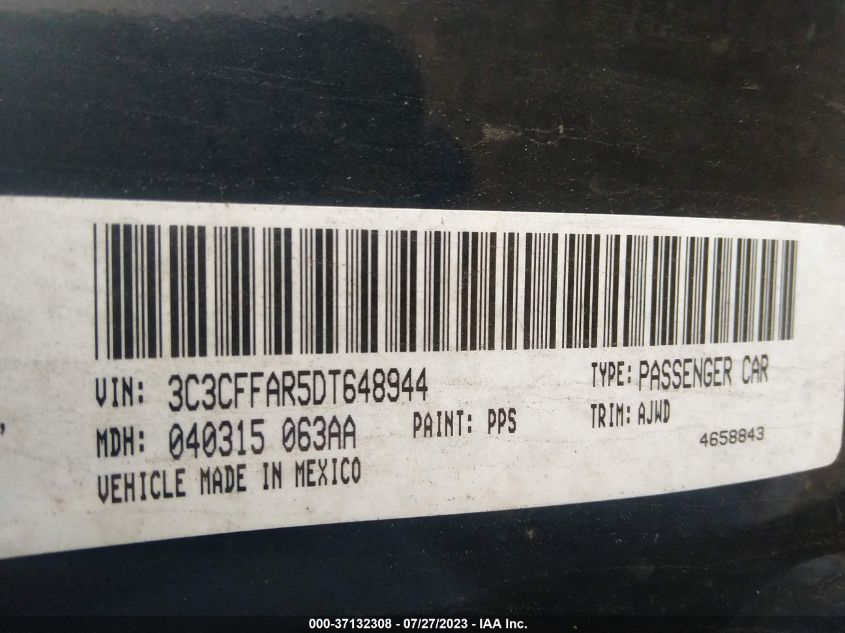 VIN: 3C3CFFAR5DT648944 TYPE: PASSENGER CAR
MDH: 040315 063AA PAINT: PPS TRIM: AJWD
VEHICLE MADE IN MEXICO 4658843
000-37132308 - 07/27/2023 - IAA Inc.